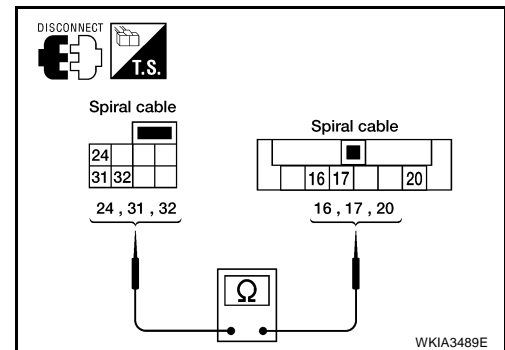 DISCONNECT
T.S.
Spiral cable
24
31 32
24 , 31 , 32
Spiral cable
16 17 20
16 , 17 , 20
Ω
WKIA3489E